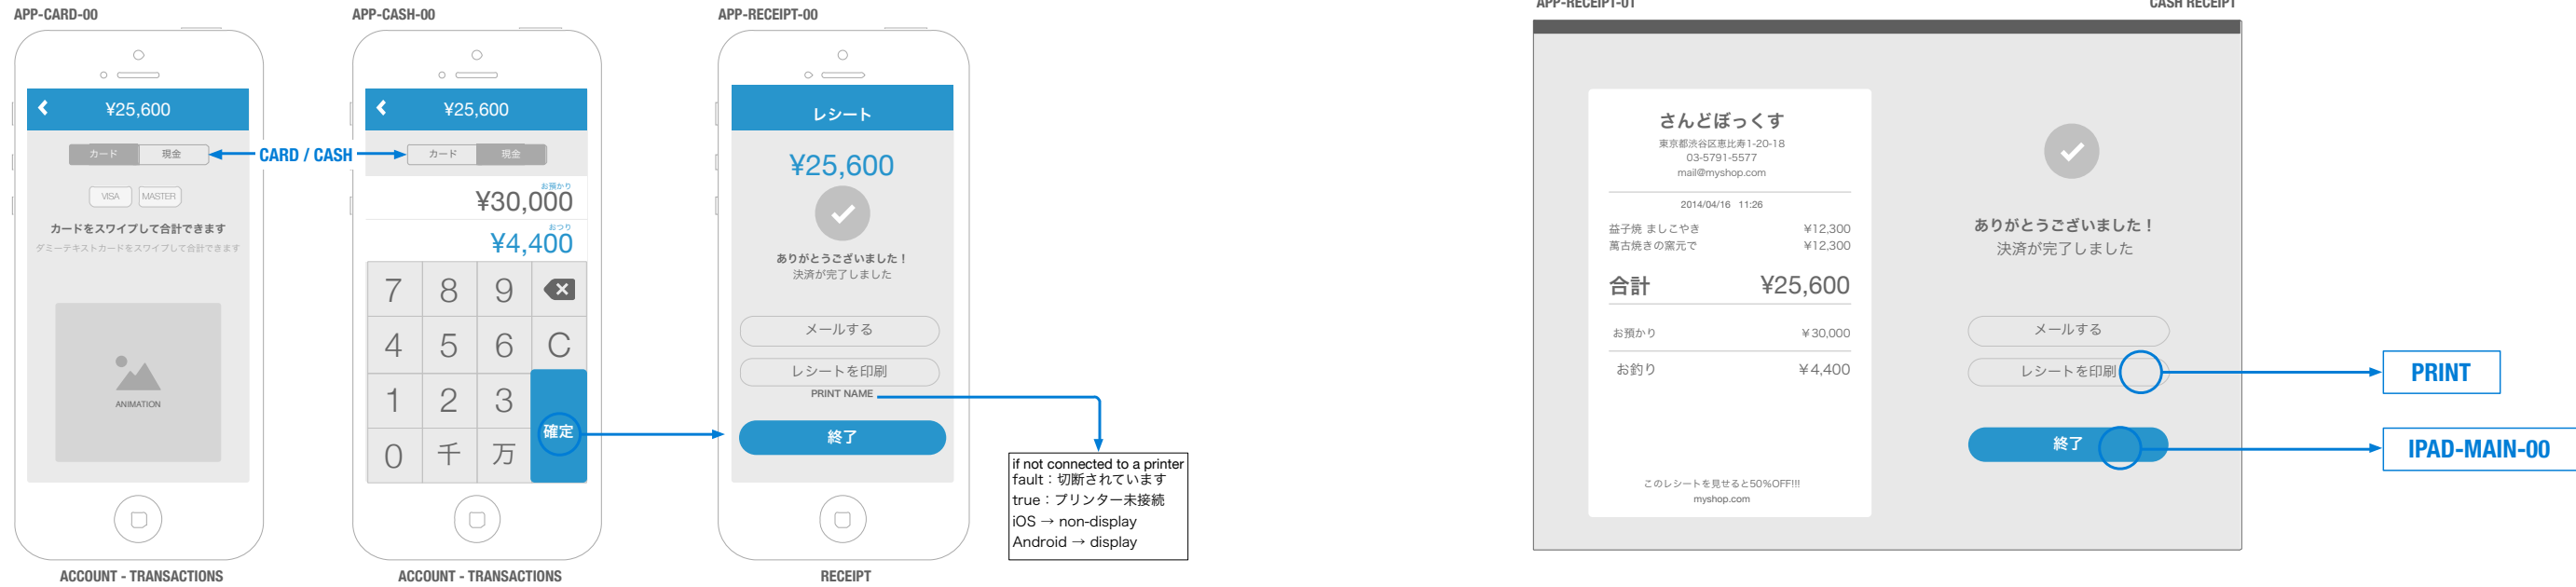 APP-CARD-00
¥25,600
カード 現金
VISA MASTER
カードをスワイプして合計できます
ダミーテキストカードをスワイプして合計できます
ANIMATION
ACCOUNT - TRANSACTIONS
CARD / CASH
APP-CASH-00
¥25,600
カード 現金
お預かり
¥30,000
おつり
¥4,400
7 8 9
4 5 6 C
1 2 3
確定
0 千 万
ACCOUNT - TRANSACTIONS
APP-RECEIPT-00
レシート
¥25,600
ありがとうございました！
決済が完了しました
メールする
レシートを印刷
PRINT NAME
終了
RECEIPT
if not connected to a printer
fault：切断されています
true：プリンター未接続
iOS → non-display
Android → display
APP-RECEIPT-01 CASH RECEIPT
さんどぼっくす
東京都渋谷区恵比寿1-20-18
03-5791-5577
mail@myshop.com
2014/04/16 11:26
益子焼 ましこやき ¥12,300
萬古焼きの窯元で ¥12,300
合計 ¥25,600
お預かり ¥30,000
お釣り ¥4,400
このレシートを見せると50%OFF!!!
myshop.com
ありがとうございました！
決済が完了しました
メールする
レシートを印刷
終了
PRINT
IPAD-MAIN-00